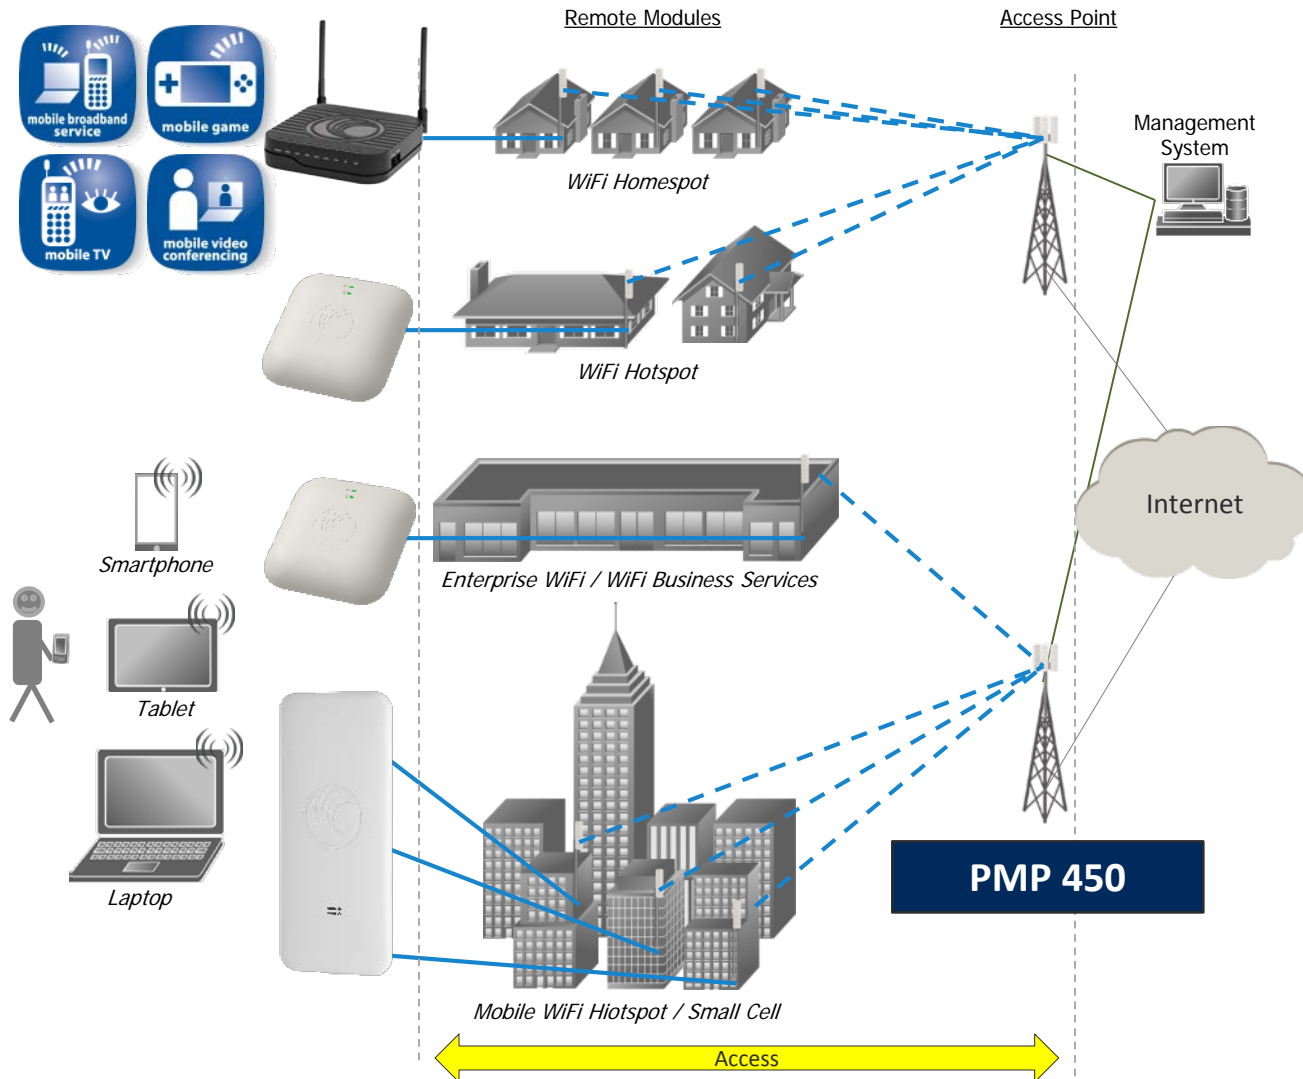 Remote Modules
Access Point
mobile broadband
service
mobile game
mobile TV
mobile video
conferencing
WiFi Homespot
Management
System
WiFi Hotspot
Internet
Smartphone
Enterprise WiFi / WiFi Business Services
Tablet
Laptop
PMP 450
Mobile WiFi Hiotspot / Small Cell
Access